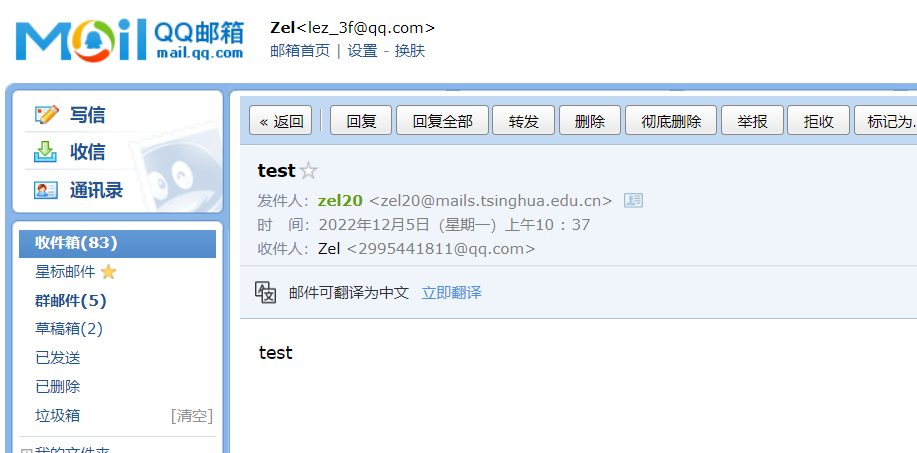 Mail QQ邮箱 mail.qq.com
Zel<lez_3f@qq.com>
邮箱首页 | 设置 - 换肤
写信
收信
通讯录
收件箱(83)
星标邮件
群邮件(5)
草稿箱(2)
已发送
已删除
垃圾箱 [清空]
我的文件夹
« 返回 回复 回复全部 转发 删除 彻底删除 举报 拒收 标记为..
test
发件人：zel20 <zel20@mails.tsinghua.edu.cn>
时 间：2022年12月5日（星期一）上午10：37
收件人：Zel <2995441811@qq.com>
邮件可翻译为中文 立即翻译
test